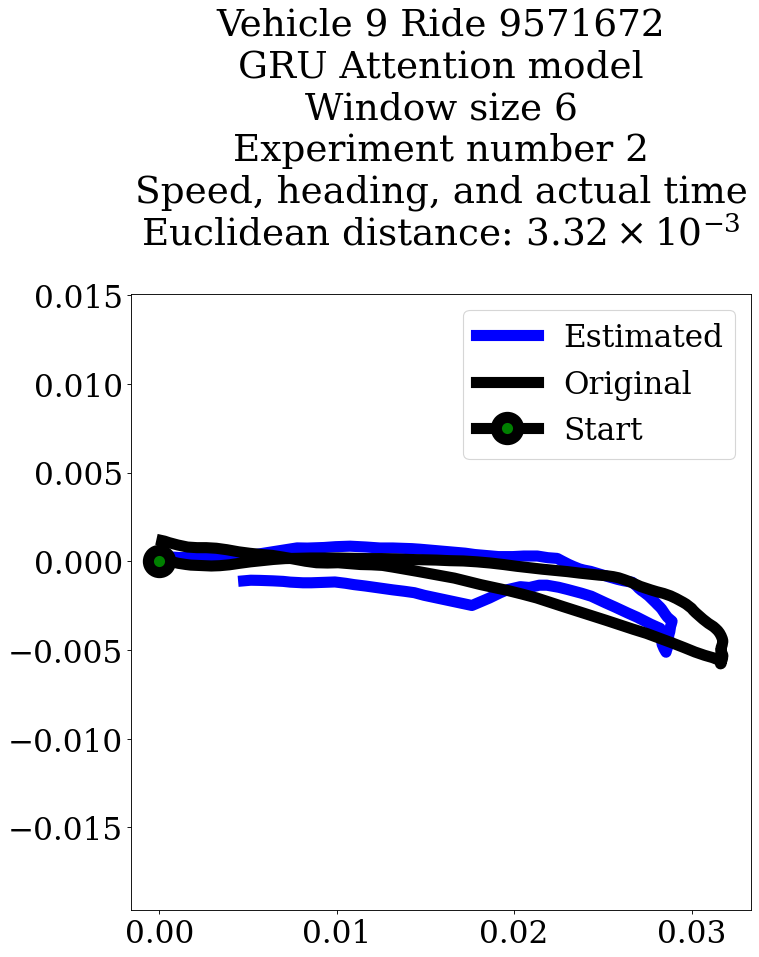 Vehicle 9 Ride 9571672
GRU Attention model
Window size 6
Experiment number 2
Speed, heading, and actual time
Euclidean distance: 3.32 × 10⁻³
Estimated
Original
Start
0.015
0.010
0.005
0.000
−0.005
−0.010
−0.015
0.00 0.01 0.02 0.03